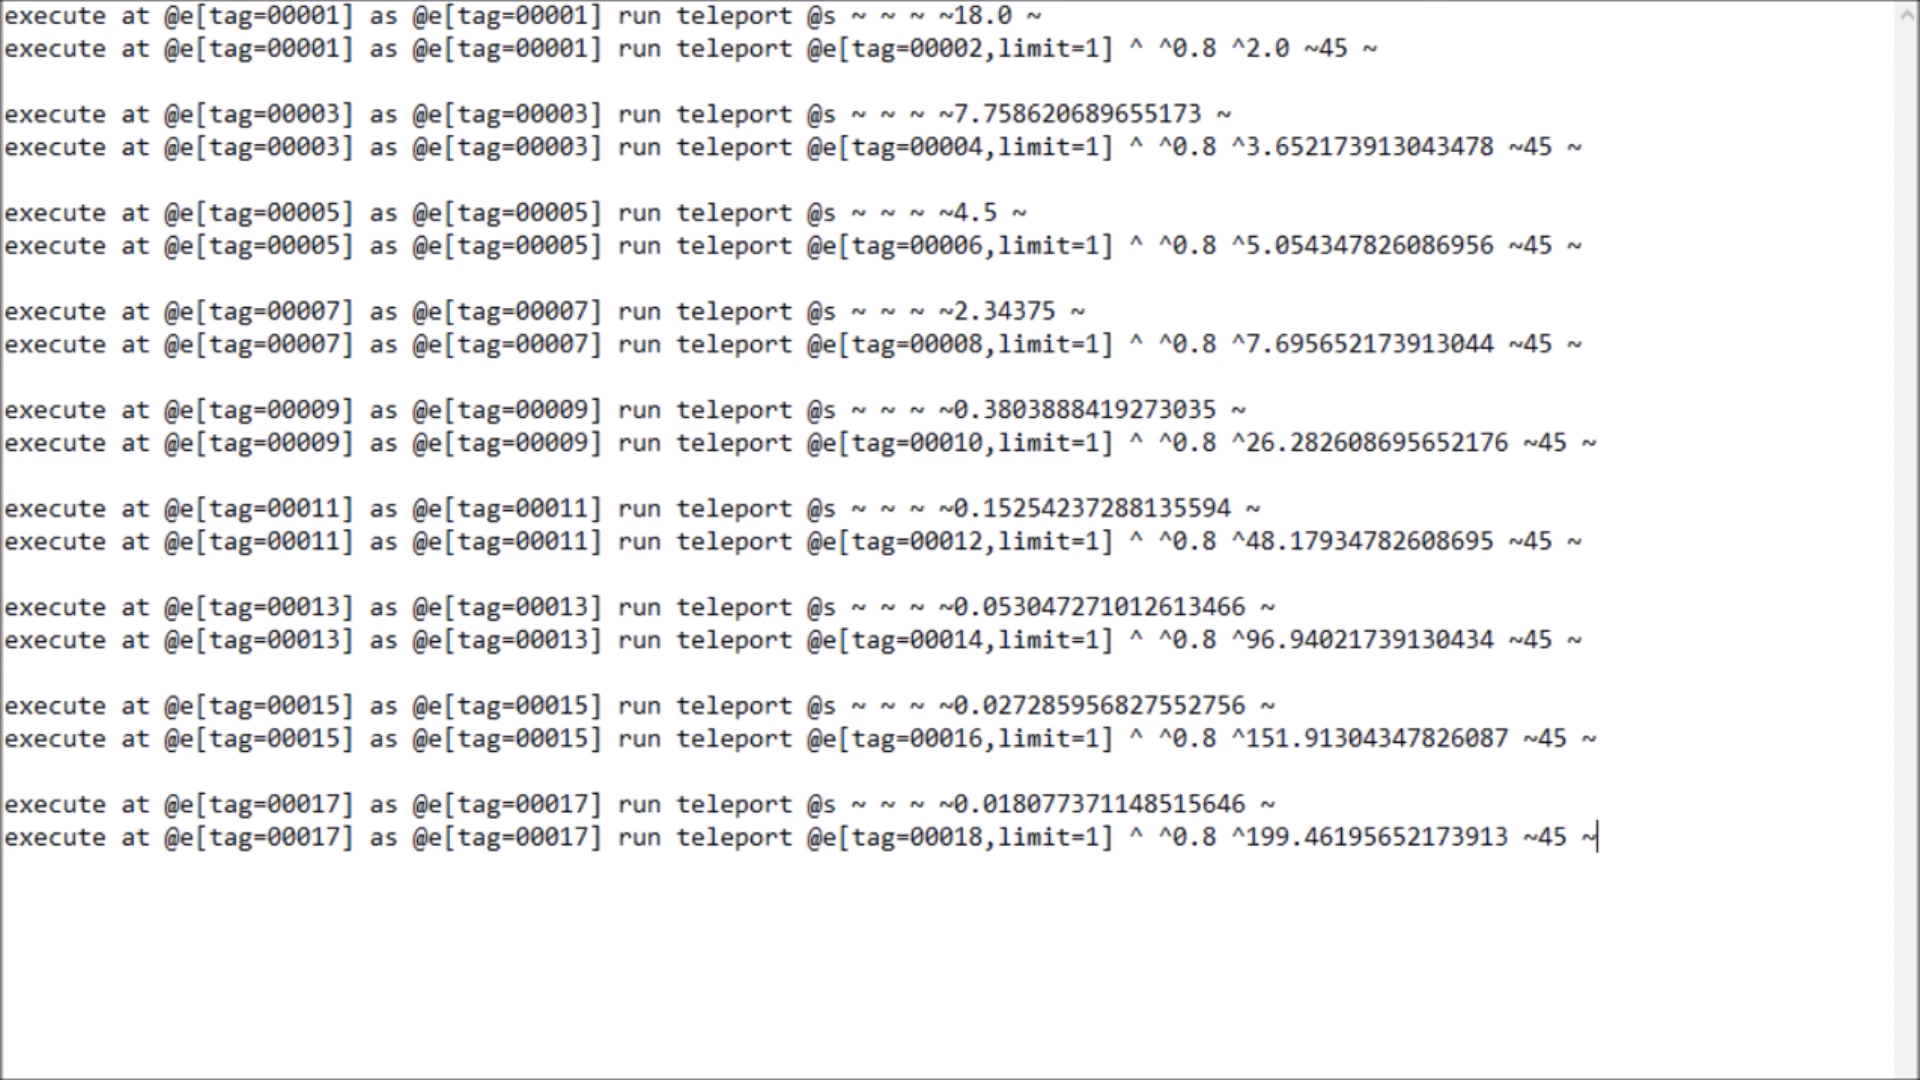 execute at @e[tag=00001] as @e[tag=00001] run teleport @s ~ ~ ~ ~18.0 ~
execute at @e[tag=00001] as @e[tag=00001] run teleport @e[tag=00002,limit=1] ^ ^0.8 ^2.0 ~45 ~
execute at @e[tag=00003] as @e[tag=00003] run teleport @s ~ ~ ~ ~7.758620689655173 ~
execute at @e[tag=00003] as @e[tag=00003] run teleport @e[tag=00004,limit=1] ^ ^0.8 ^3.652173913043478 ~45 ~
execute at @e[tag=00005] as @e[tag=00005] run teleport @s ~ ~ ~ ~4.5 ~
execute at @e[tag=00005] as @e[tag=00005] run teleport @e[tag=00006,limit=1] ^ ^0.8 ^5.054347826086956 ~45 ~
execute at @e[tag=00007] as @e[tag=00007] run teleport @s ~ ~ ~ ~2.34375 ~
execute at @e[tag=00007] as @e[tag=00007] run teleport @e[tag=00008,limit=1] ^ ^0.8 ^7.695652173913044 ~45 ~
execute at @e[tag=00009] as @e[tag=00009] run teleport @s ~ ~ ~ ~0.3803888419273035 ~
execute at @e[tag=00009] as @e[tag=00009] run teleport @e[tag=00010,limit=1] ^ ^0.8 ^26.282608695652176 ~45 ~
execute at @e[tag=00011] as @e[tag=00011] run teleport @s ~ ~ ~ ~0.15254237288135594 ~
execute at @e[tag=00011] as @e[tag=00011] run teleport @e[tag=00012,limit=1] ^ ^0.8 ^48.17934782608695 ~45 ~
execute at @e[tag=00013] as @e[tag=00013] run teleport @s ~ ~ ~ ~0.053047271012613466 ~
execute at @e[tag=00013] as @e[tag=00013] run teleport @e[tag=00014,limit=1] ^ ^0.8 ^96.94021739130434 ~45 ~
execute at @e[tag=00015] as @e[tag=00015] run teleport @s ~ ~ ~ ~0.027285956827552756 ~
execute at @e[tag=00015] as @e[tag=00015] run teleport @e[tag=00016,limit=1] ^ ^0.8 ^151.91304347826087 ~45 ~
execute at @e[tag=00017] as @e[tag=00017] run teleport @s ~ ~ ~ ~0.018077371148515646 ~
execute at @e[tag=00017] as @e[tag=00017] run teleport @e[tag=00018,limit=1] ^ ^0.8 ^199.46195652173913 ~45 ~